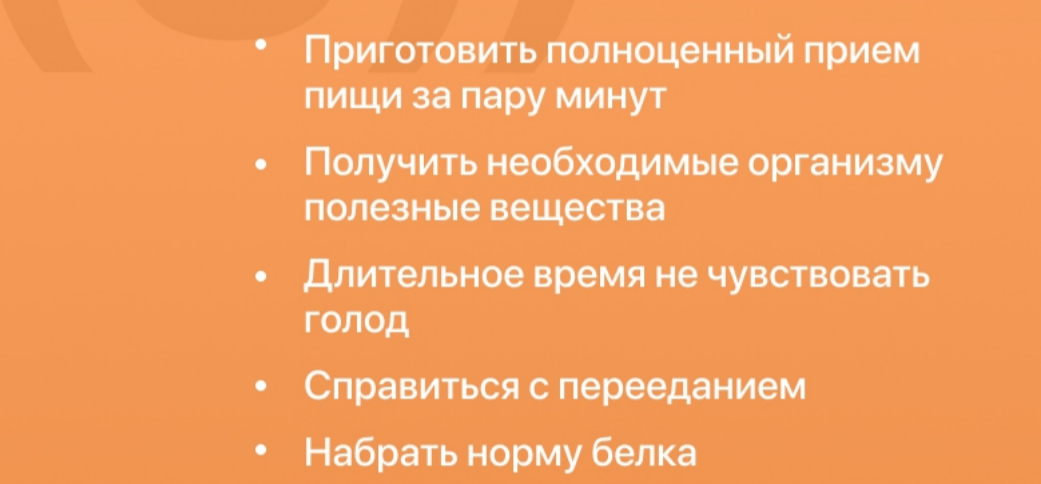 • Приготовить полноценный прием
пищи за пару минут
• Получить необходимые организму
полезные вещества
• Длительное время не чувствовать
голод
• Справиться с перееданием
• Набрать норму белка